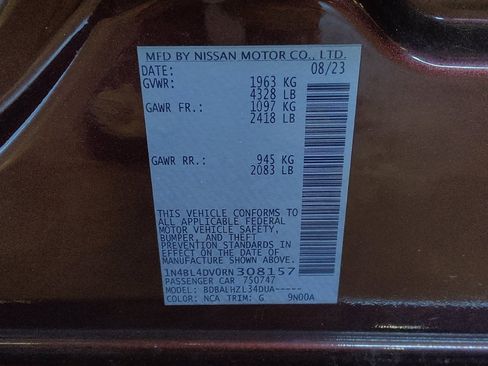 MFD BY NISSAN MOTOR CO., LTD.
DATE: 08/23
GVWR: 1963 KG
4328 LB
GAWR FR.: 1097 KG
2418 LB
GAWR RR.: 945 KG
2083 LB
THIS VEHICLE CONFORMS TO
ALL APPLICABLE FEDERAL
MOTOR VEHICLE SAFETY,
BUMPER, AND THEFT
PREVENTION STANDARDS
IN EFFECT ON THE DATE
OF MANUFACTURE
1N4BL4DV0RN308157
PASSENGER CAR 750747
MODEL: BDBALHZL34DUA-----
COLOR: NCA TRIM: G 9N00A